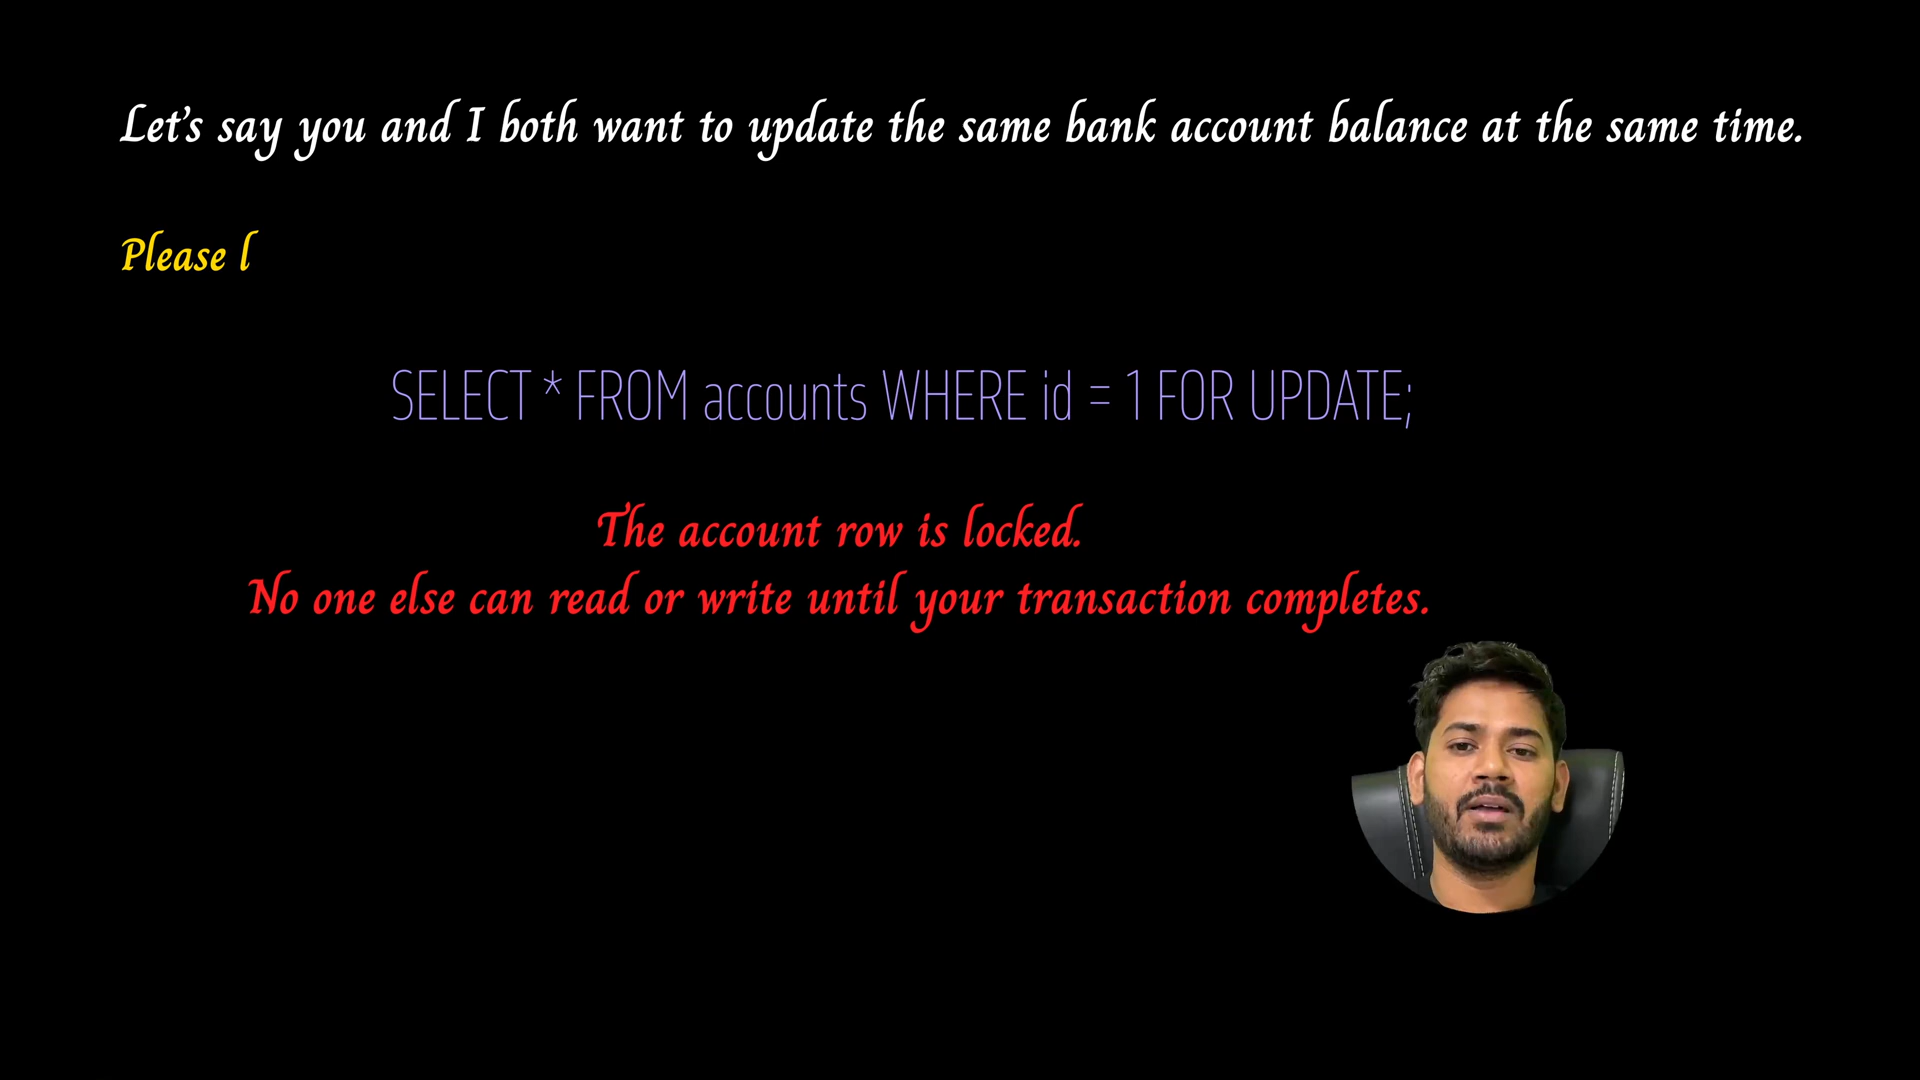 Let's say you and I both want to update the same bank account balance at the same time.
Please l
SELECT * FROM accounts WHERE id = 1 FOR UPDATE;
The account row is locked.
No one else can read or write until your transaction completes.